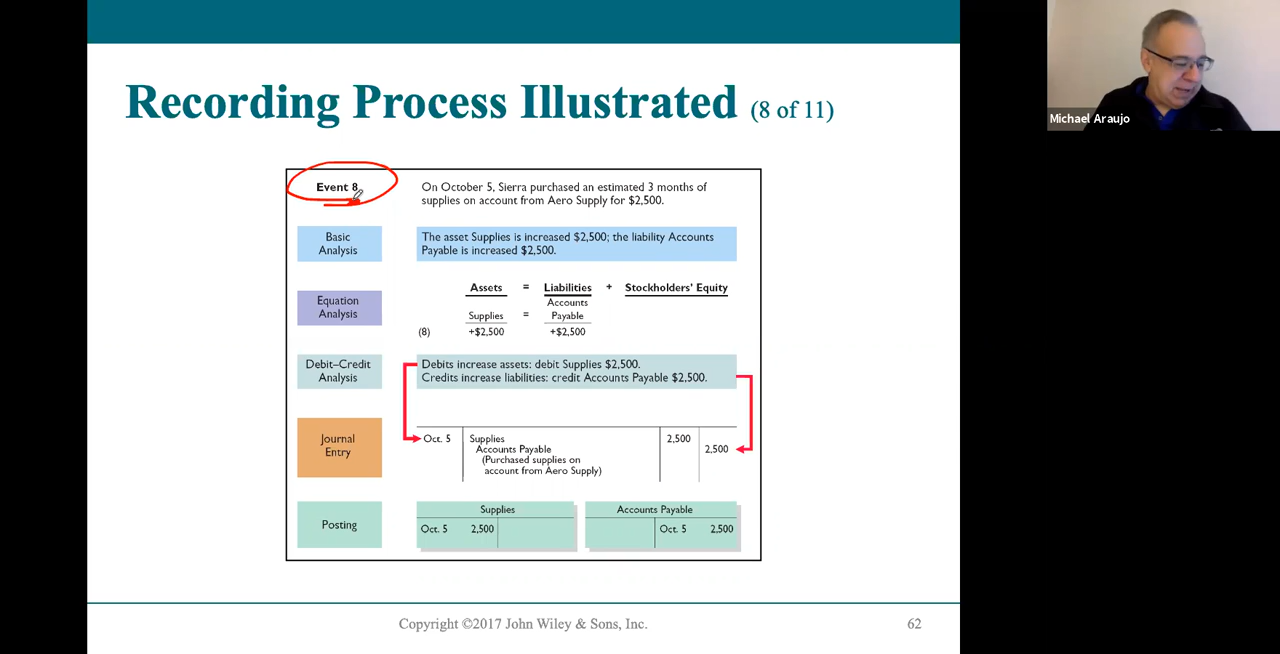 Recording Process Illustrated (8 of 11)
Michael Araujo
Event 8
On October 5, Sierra purchased an estimated 3 months of
supplies on account from Aero Supply for $2,500.
Basic
Analysis
The asset Supplies is increased $2,500; the liability Accounts
Payable is increased $2,500.
Equation
Analysis
Assets = Liabilities + Stockholders' Equity
Accounts
Supplies = Payable
(8) +$2,500 +$2,500
Debit–Credit
Analysis
Debits increase assets: debit Supplies $2,500.
Credits increase liabilities: credit Accounts Payable $2,500.
Journal
Entry
Oct. 5 Supplies 2,500
Accounts Payable 2,500
(Purchased supplies on
account from Aero Supply)
Posting
Supplies
Oct. 5 2,500
Accounts Payable
Oct. 5 2,500
Copyright ©2017 John Wiley & Sons, Inc.
62